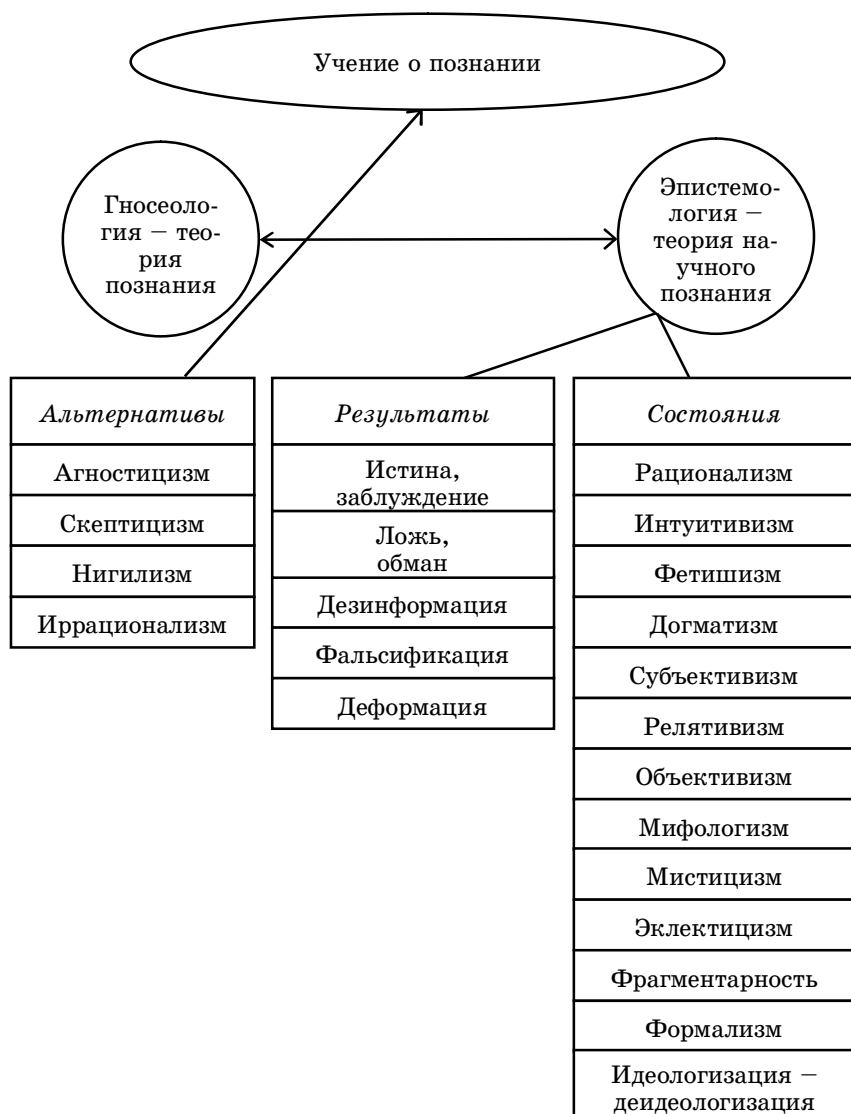 Учение о познании
Гносеоло-
гия — тео-
рия
познания
Эпистемо-
логия —
теория на-
учного
познания
Альтернативы
Агностицизм
Скептицизм
Нигилизм
Иррационализм
Результаты
Истина,
заблуждение
Ложь,
обман
Дезинформация
Фальсификация
Деформация
Состояния
Рационализм
Интуитивизм
Фетишизм
Догматизм
Субъективизм
Релятивизм
Объективизм
Мифологизм
Мистицизм
Эклектицизм
Фрагментарность
Формализм
Идеологизация —
деидеологизация